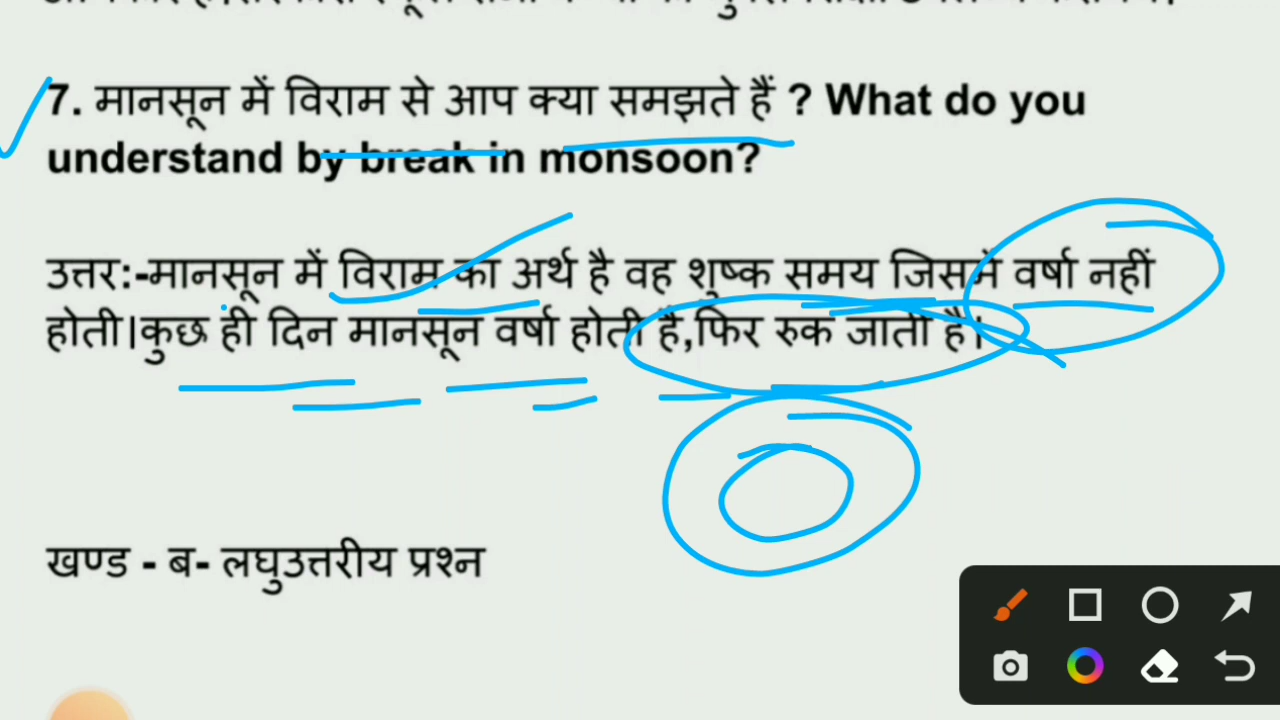 7. मानसून में विराम से आप क्या समझते हैं ? What do you
understand by break in monsoon?
उत्तर:-मानसून में विराम का अर्थ है वह शुष्क समय जिसमें वर्षा नहीं
होती।कुछ ही दिन मानसून वर्षा होती है,फिर रुक जाती है।
खण्ड - ब- लघुउत्तरीय प्रश्न